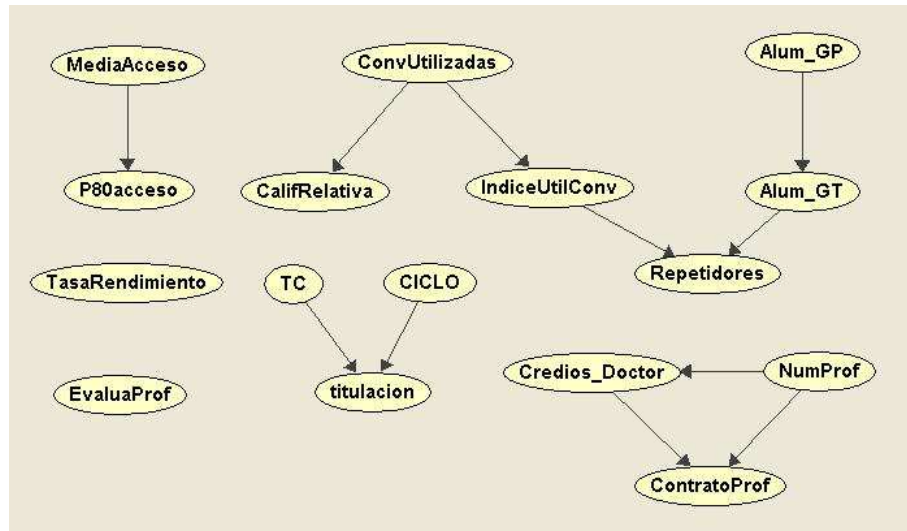 MediaAcceso
ConvUtilizadas
Alum_GP
P80acceso
CalifRelativa
IndiceUtilConv
Alum_GT
TasaRendimiento
TC
CICLO
Repetidores
EvaluaProf
titulacion
Credios_Doctor
NumProf
ContratoProf